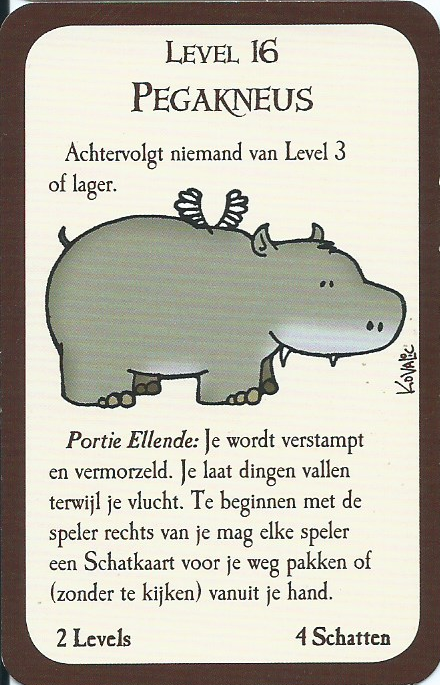 Level 16
Pegakneus
Achtervolgt niemand van Level 3
of lager.
Kovalic
Portie Ellende: Je wordt verstampt
en vermorzeld. Je laat dingen vallen
terwijl je vlucht. Te beginnen met de
speler rechts van je mag elke speler
een Schatkaart voor je weg pakken of
(zonder te kijken) vanuit je hand.
2 Levels
4 Schatten